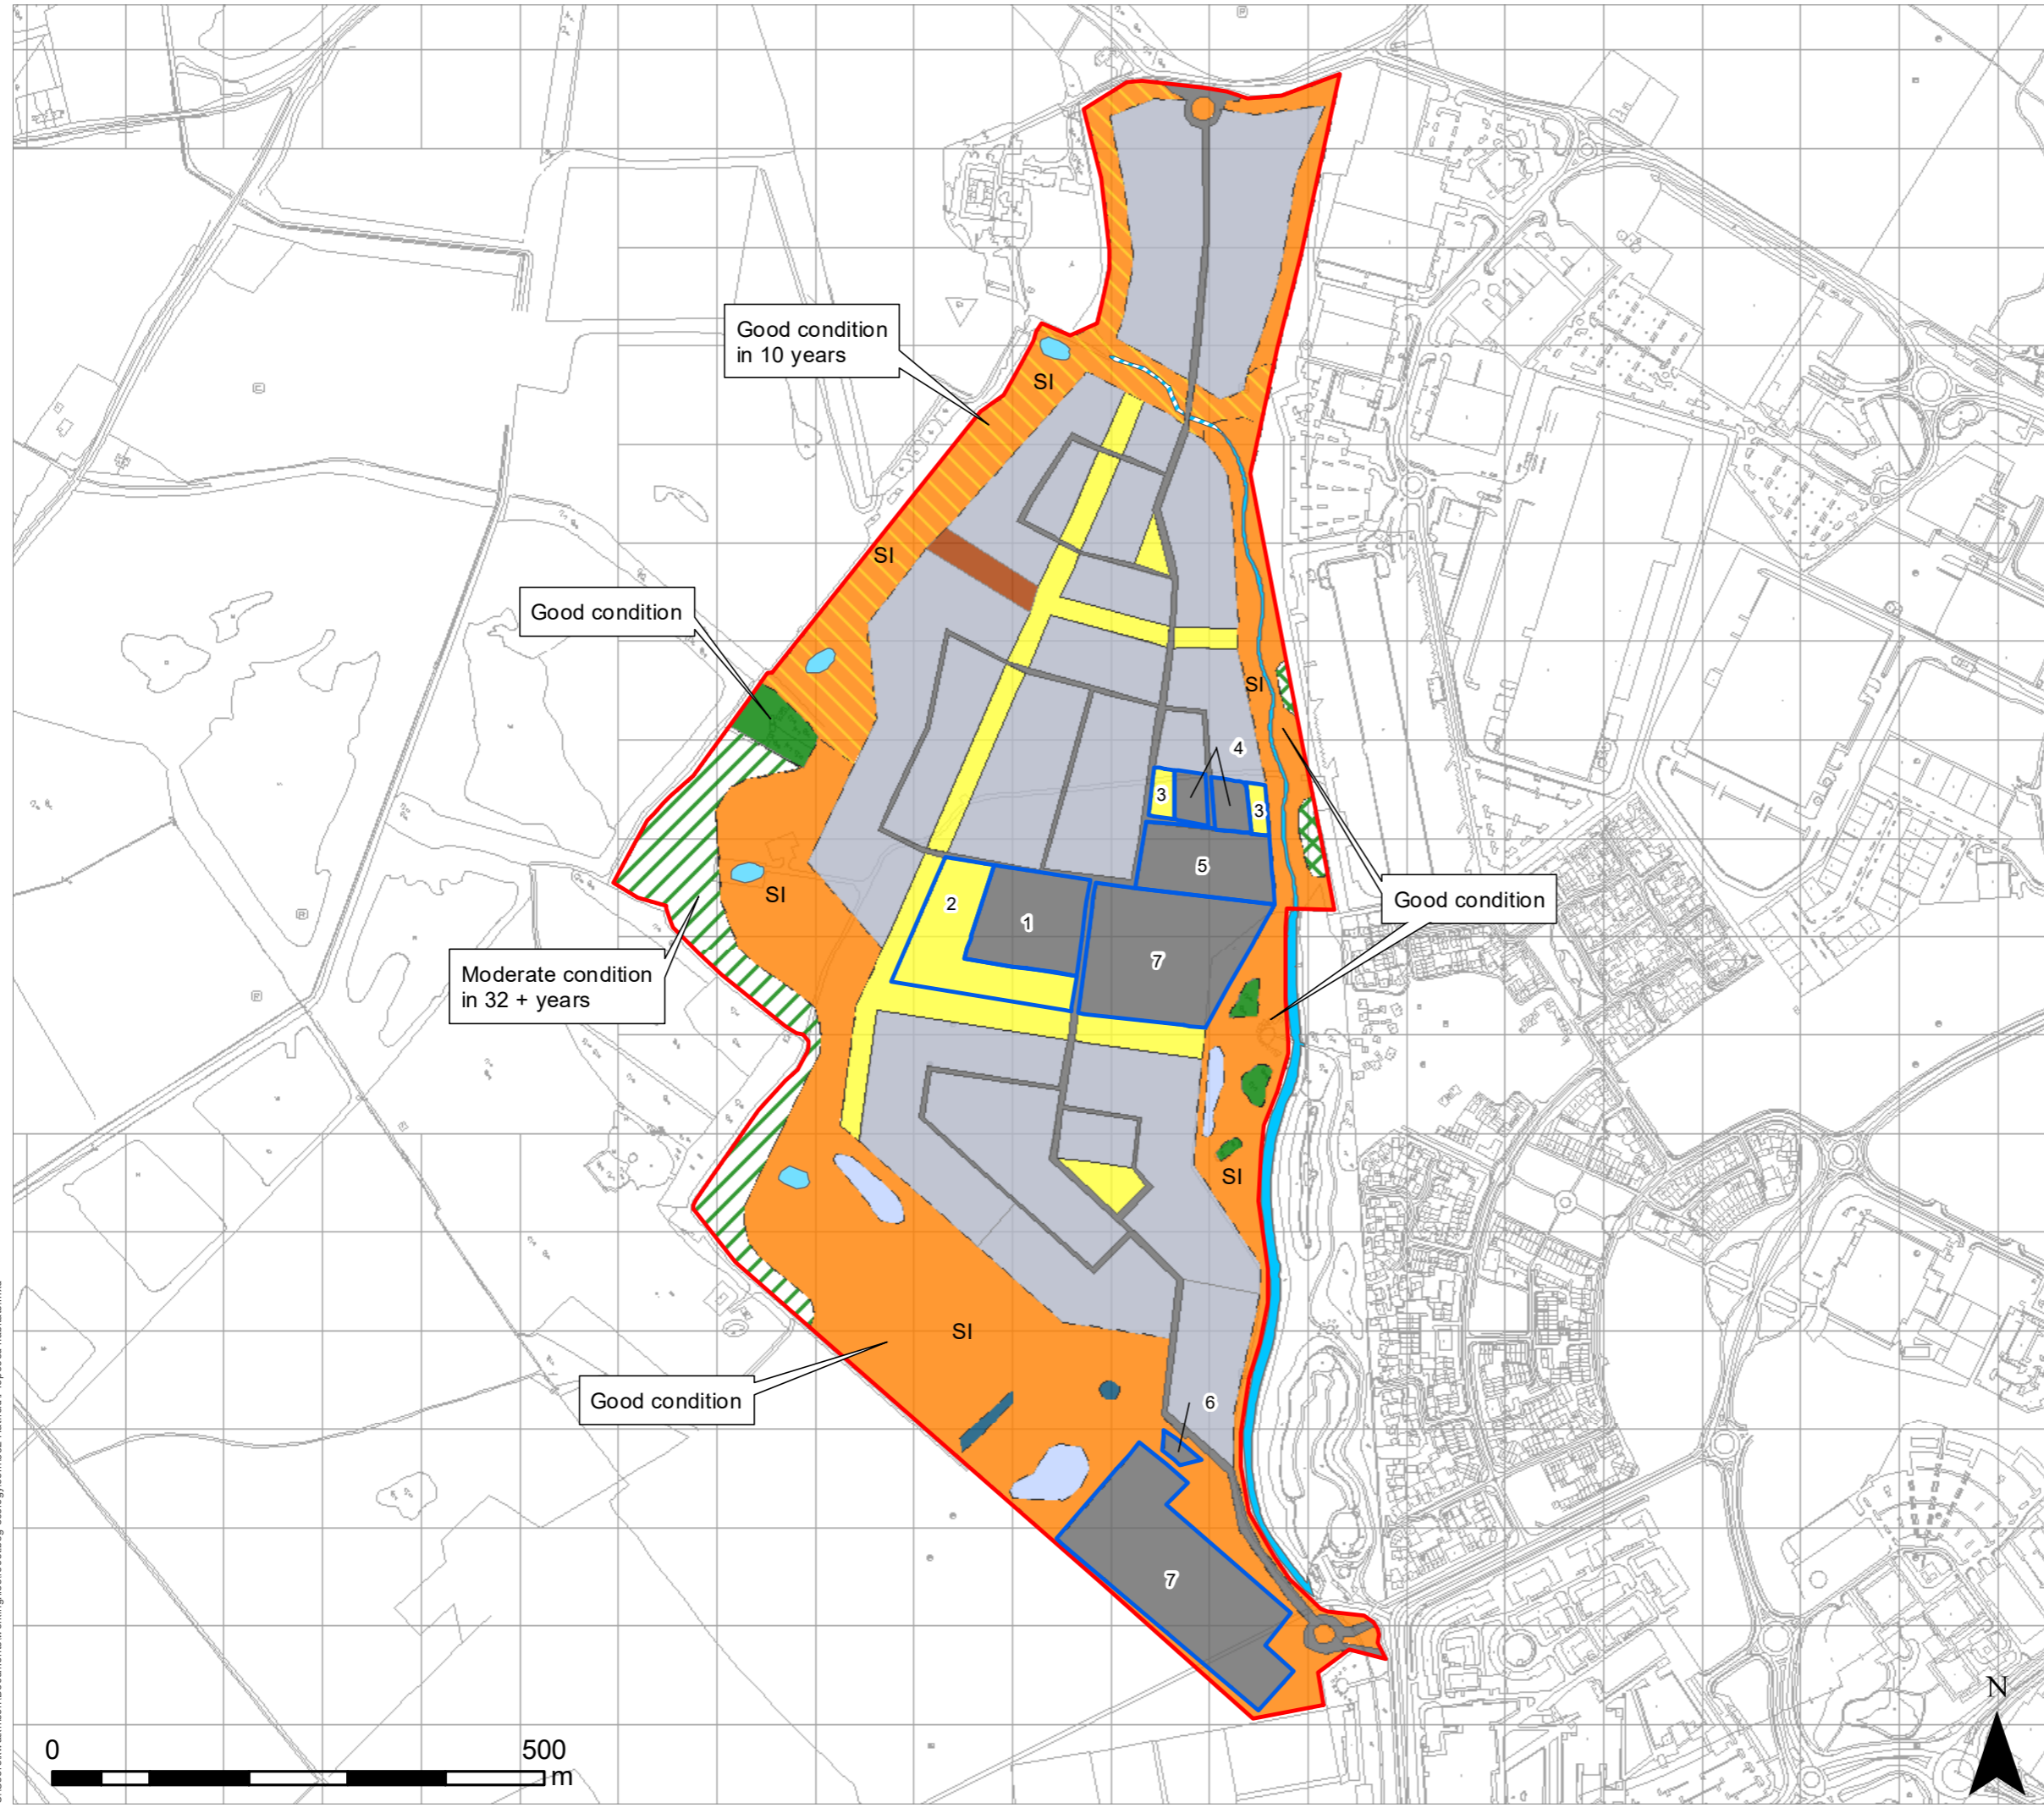 Good condition
in 10 years
SI
SI
Good condition
SI
4
3
3
5
SI
2
1
7
Good condition
Moderate condition
in 32 + years
SI
SI
Good condition
6
7
0
500
m
N